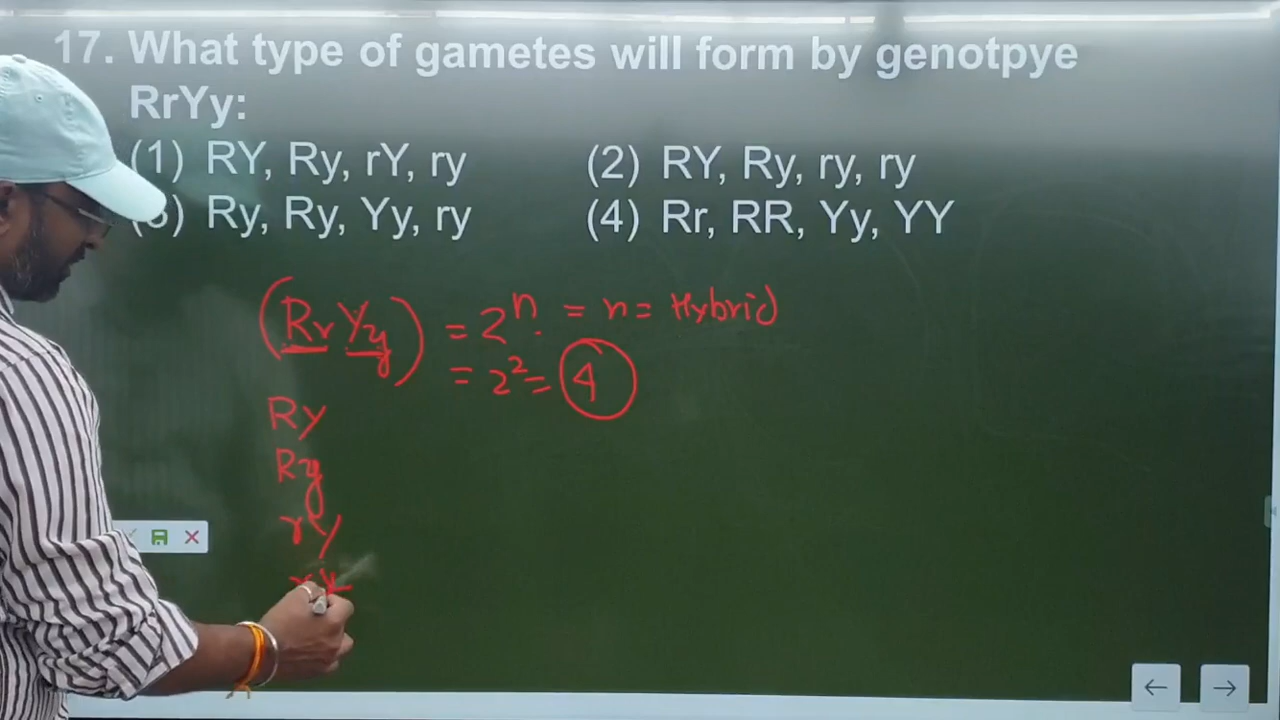 17. What type of gametes will form by genotpye
RrYy:
(1) RY, Ry, rY, ry (2) RY, Ry, ry, ry
(3) Ry, Ry, Yy, ry (4) Rr, RR, Yy, YY
(RrYy) = 2ⁿ = n = Hybrid
= 2² = 4
RY
Ry
rY